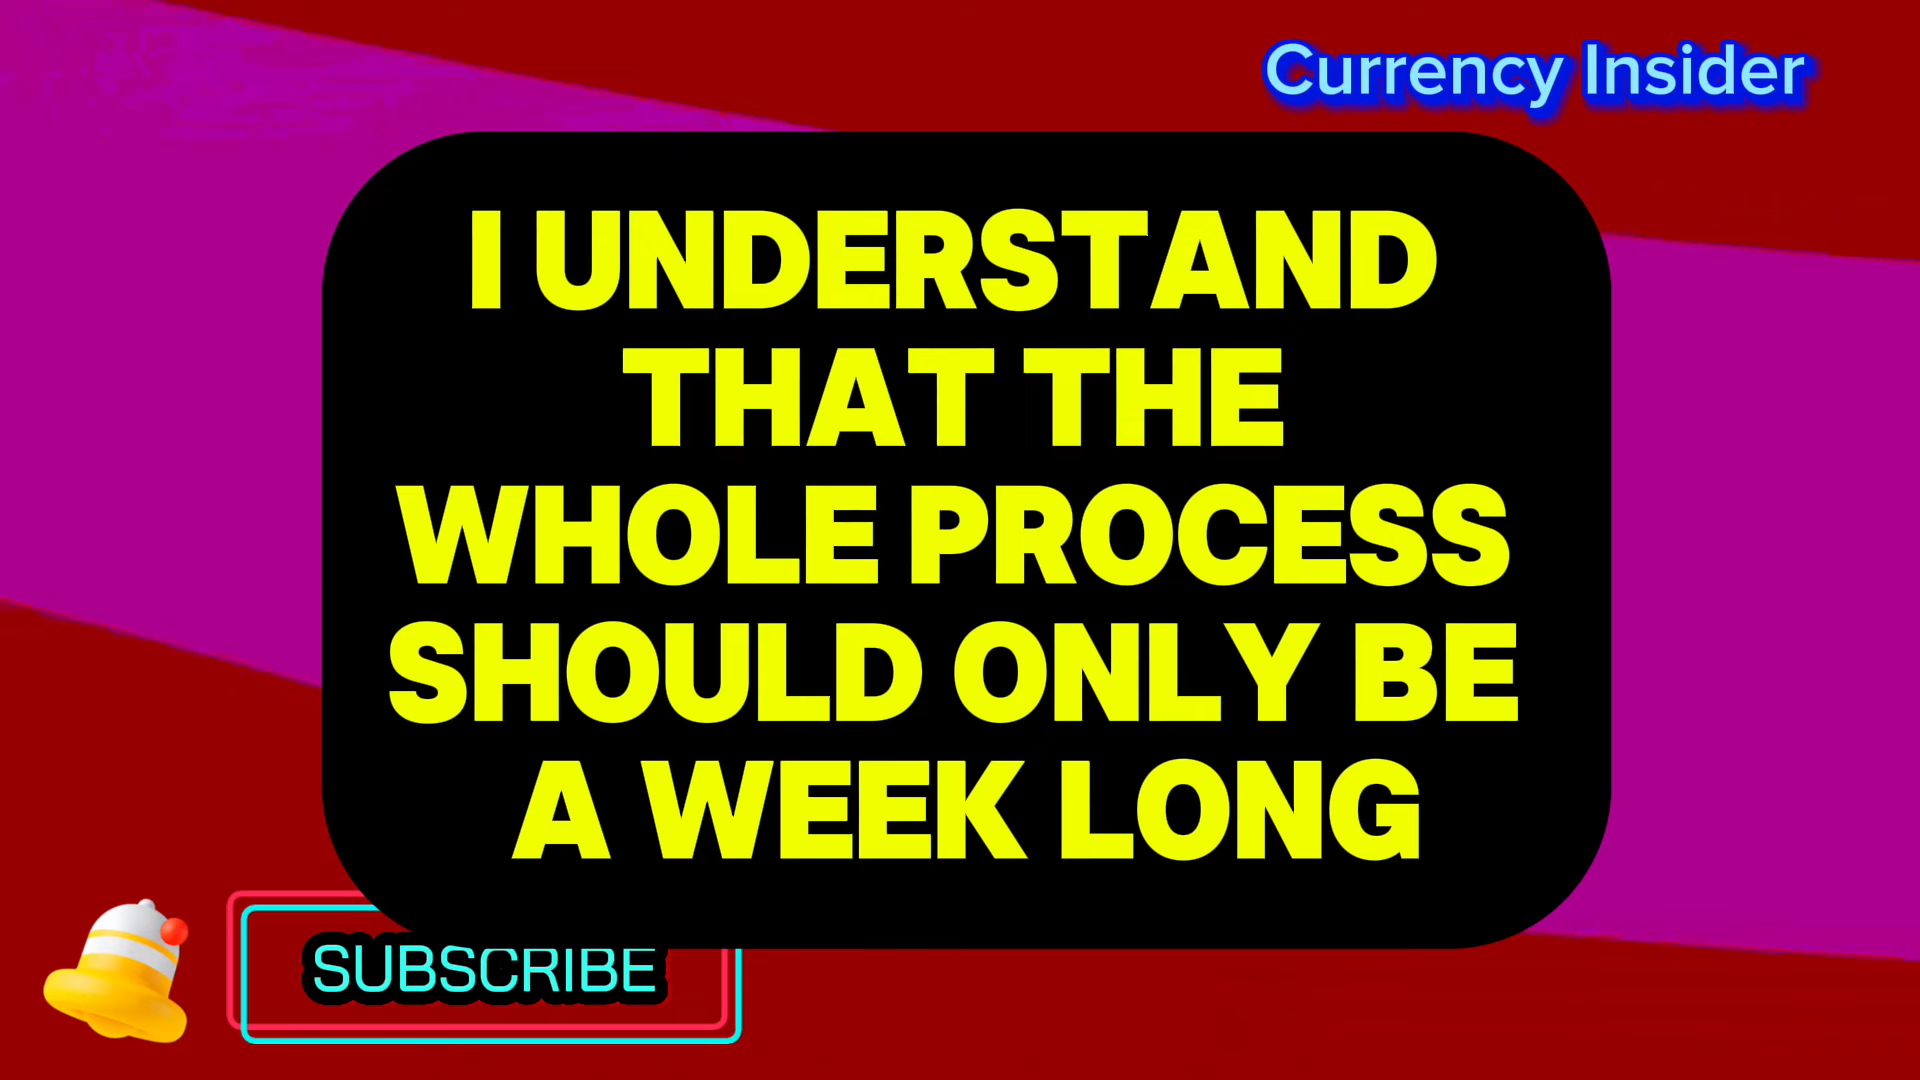 Currency Insider
I UNDERSTAND
THAT THE
WHOLE PROCESS
SHOULD ONLY BE
A WEEK LONG
SUBSCRIBE